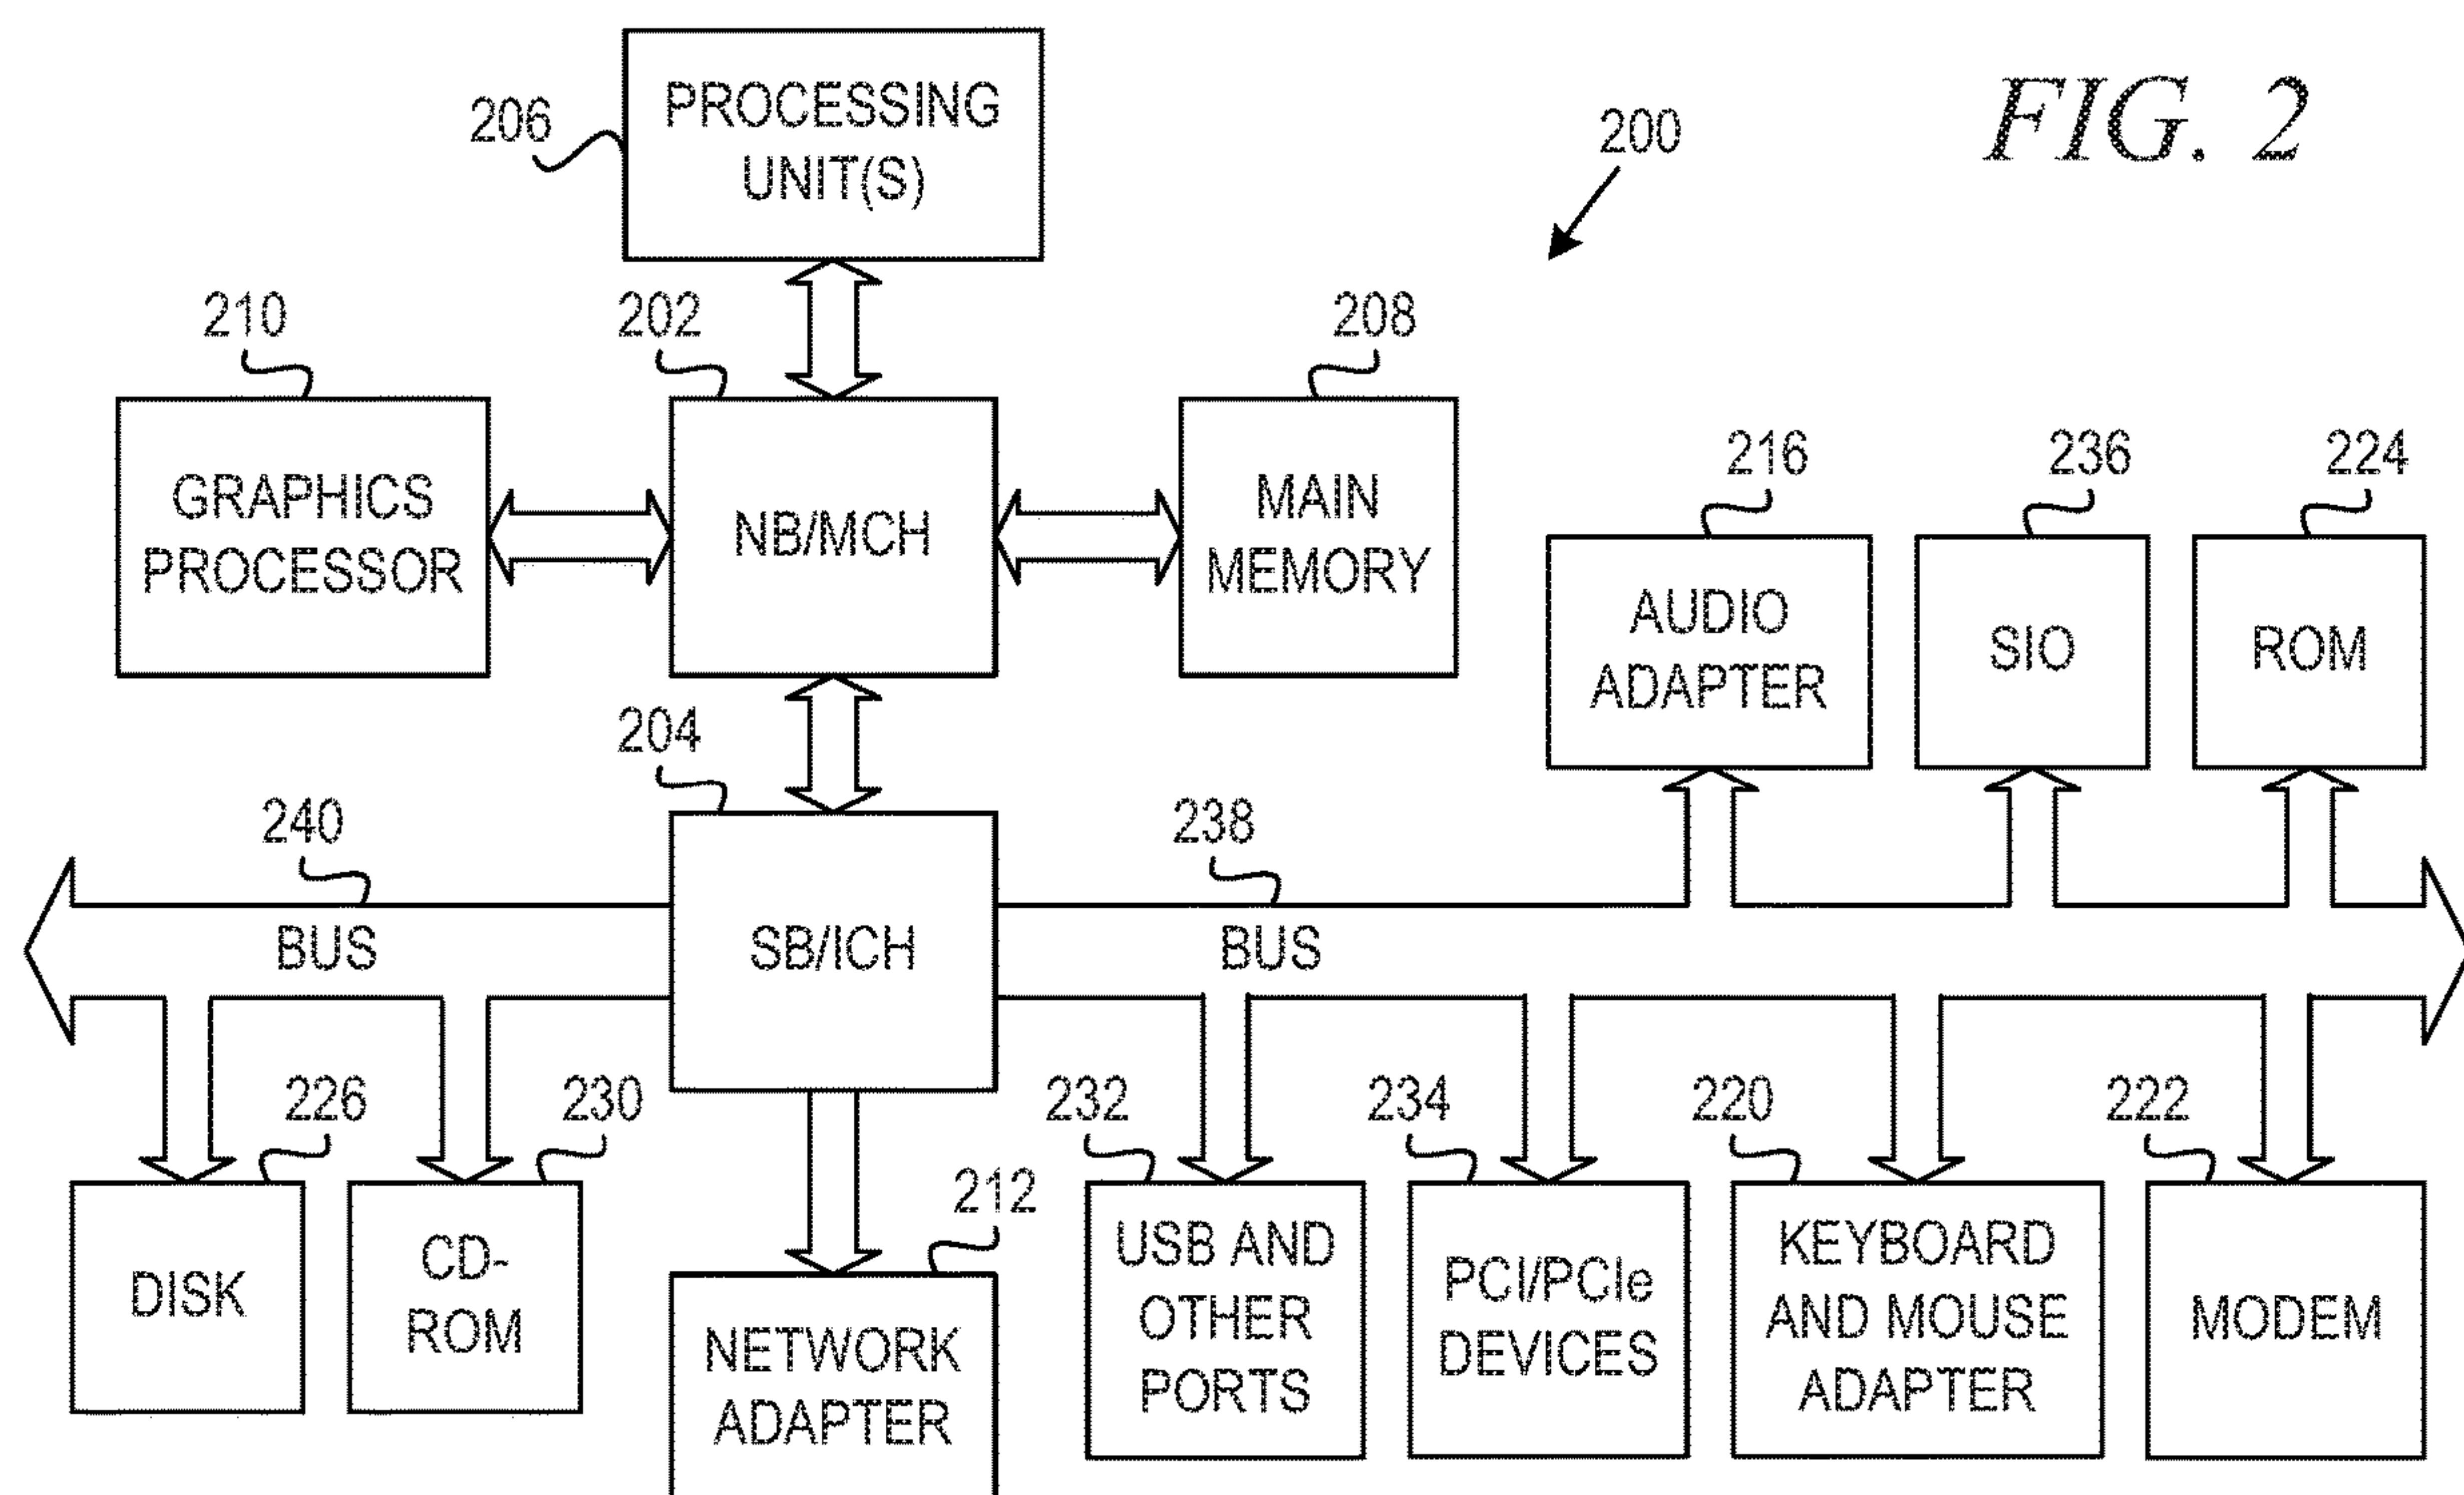 FIG. 2
200
206
PROCESSING
UNIT(S)
210
202
208
GRAPHICS
PROCESSOR
NB/MCH
MAIN
MEMORY
216
236
224
AUDIO
ADAPTER
SIO
ROM
204
240
238
BUS
SB/ICH
BUS
226
230
232
234
220
222
212
DISK
CD-
ROM
NETWORK
ADAPTER
USB AND
OTHER
PORTS
PCI/PCIe
DEVICES
KEYBOARD
AND MOUSE
ADAPTER
MODEM